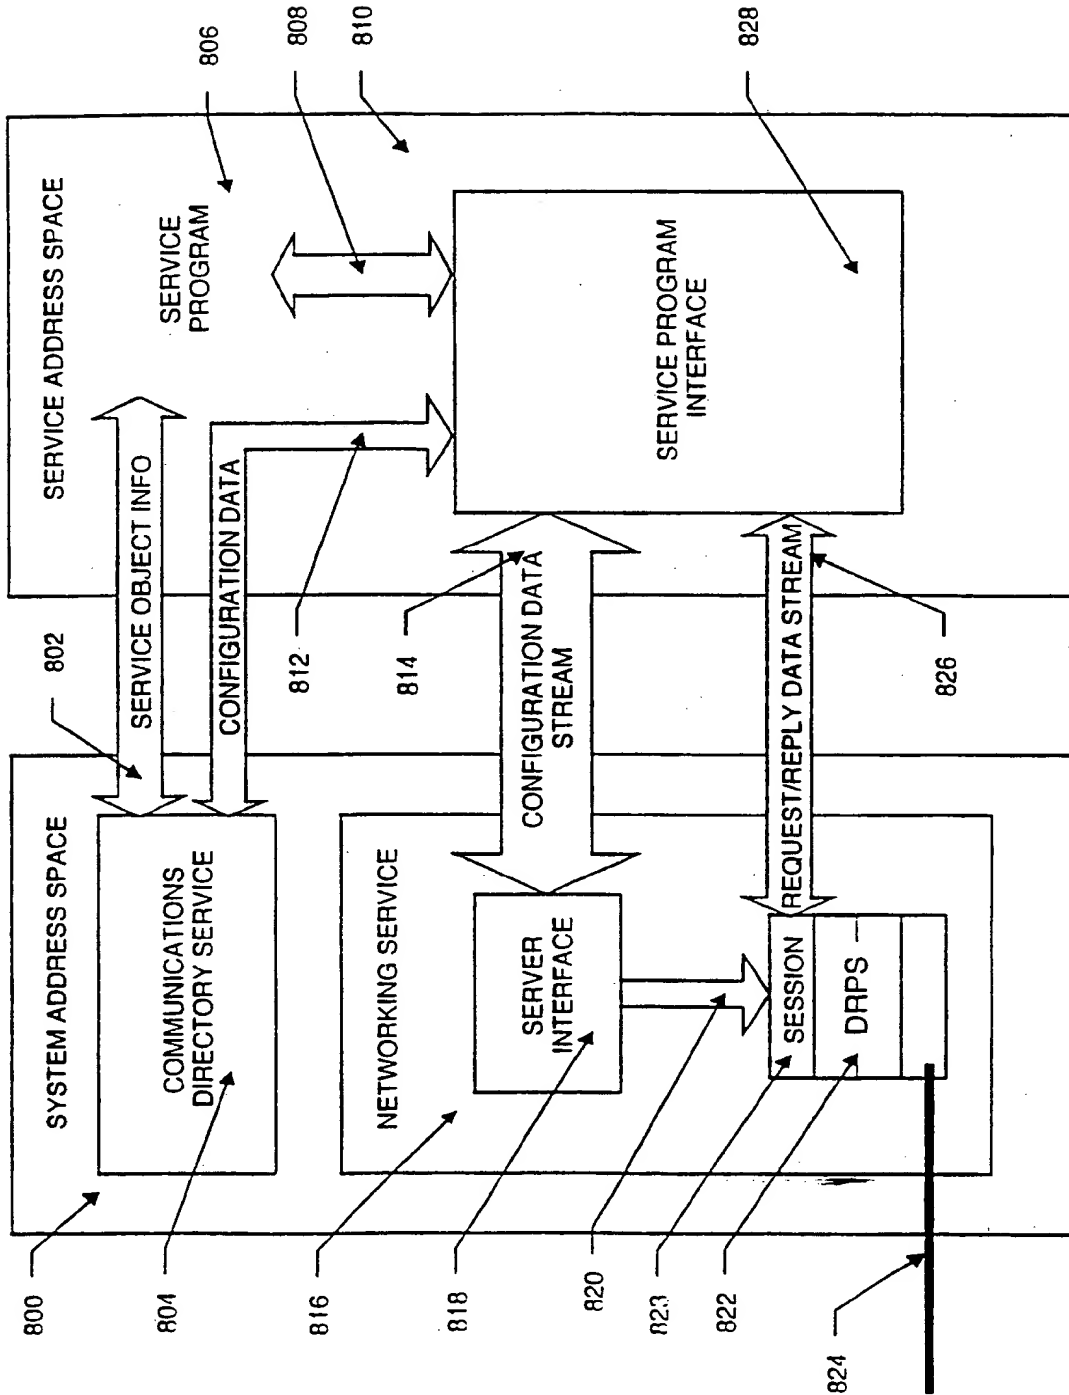 SYSTEM ADDRESS SPACE
SERVICE ADDRESS SPACE
800
804
816
818
820
823
822
824
802
806
808
810
812
814
826
828
COMMUNICATIONS
DIRECTORY SERVICE
SERVICE OBJECT INFO
CONFIGURATION DATA
SERVICE
PROGRAM
NETWORKING SERVICE
SERVER
INTERFACE
CONFIGURATION DATA
STREAM
SERVICE PROGRAM
INTERFACE
SESSION
DRPS
REQUEST/REPLY DATA STREAM